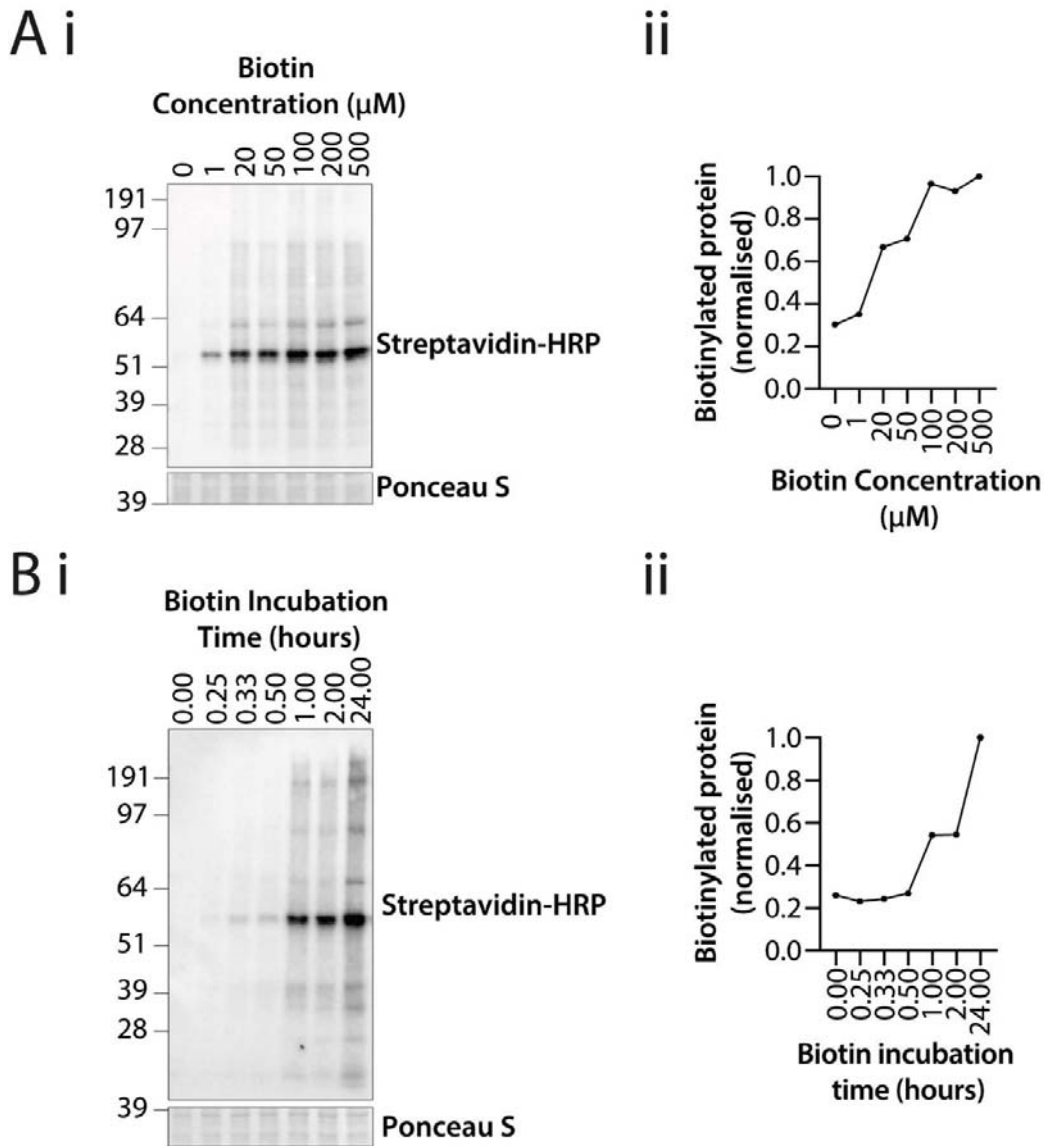 A i
Biotin
Concentration (µM)
0 1 20 50 100 200 500
191
97
64
51
39
28
39
Streptavidin-HRP
Ponceau S
ii
Biotinylated protein
(normalised)
1.0
0.8
0.6
0.4
0.2
0.0
0 1 20 50 100 200 500
Biotin Concentration
(µM)
B i
Biotin Incubation
Time (hours)
0.00 0.25 0.33 0.50 1.00 2.00 24.00
191
97
64
51
39
28
39
Streptavidin-HRP
Ponceau S
ii
Biotinylated protein
(normalised)
1.0
0.8
0.6
0.4
0.2
0.0
0.00 0.25 0.33 0.50 1.00 2.00 24.00
Biotin incubation
time (hours)